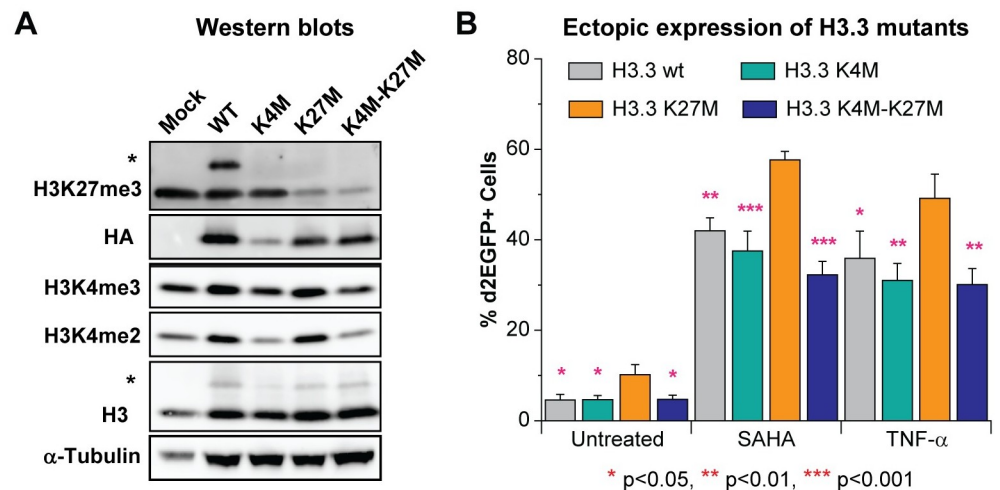 A
Western blots
Mock
WT
K4M
K27M
K4M-K27M
*
H3K27me3
HA
H3K4me3
H3K4me2
*
H3
α-Tubulin
B
Ectopic expression of H3.3 mutants
% d2EGFP+ Cells
80
60
40
20
0
H3.3 wt
H3.3 K4M
H3.3 K27M
H3.3 K4M-K27M
* * *
** *** ***
* ** **
Untreated
SAHA
TNF-α
* p<0.05, ** p<0.01, *** p<0.001